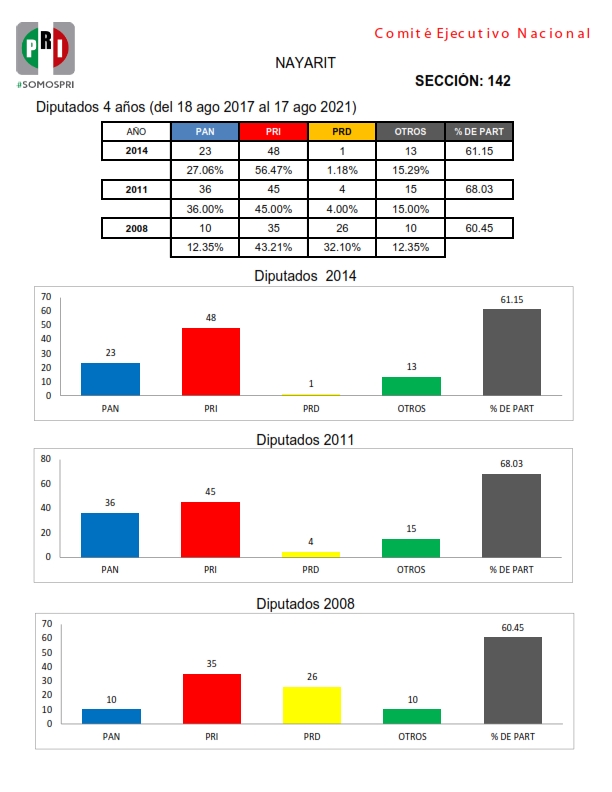 Comité Ejecutivo Nacional
PRI
#SOMOSPRI
NAYARIT
SECCIÓN: 142
Diputados 4 años (del 18 ago 2017 al 17 ago 2021)
AÑO PAN PRI PRD OTROS % DE PART
2014 23 48 1 13 61.15
27.06% 56.47% 1.18% 15.29%
2011 36 45 4 15 68.03
36.00% 45.00% 4.00% 15.00%
2008 10 35 26 10 60.45
12.35% 43.21% 32.10% 12.35%
Diputados 2014
70
60
50
40
30
20
10
0
23 48 1 13 61.15
PAN PRI PRD OTROS % DE PART
Diputados 2011
80
60
40
20
0
36 45 4 15 68.03
PAN PRI PRD OTROS % DE PART
Diputados 2008
70
60
50
40
30
20
10
0
10 35 26 10 60.45
PAN PRI PRD OTROS % DE PART